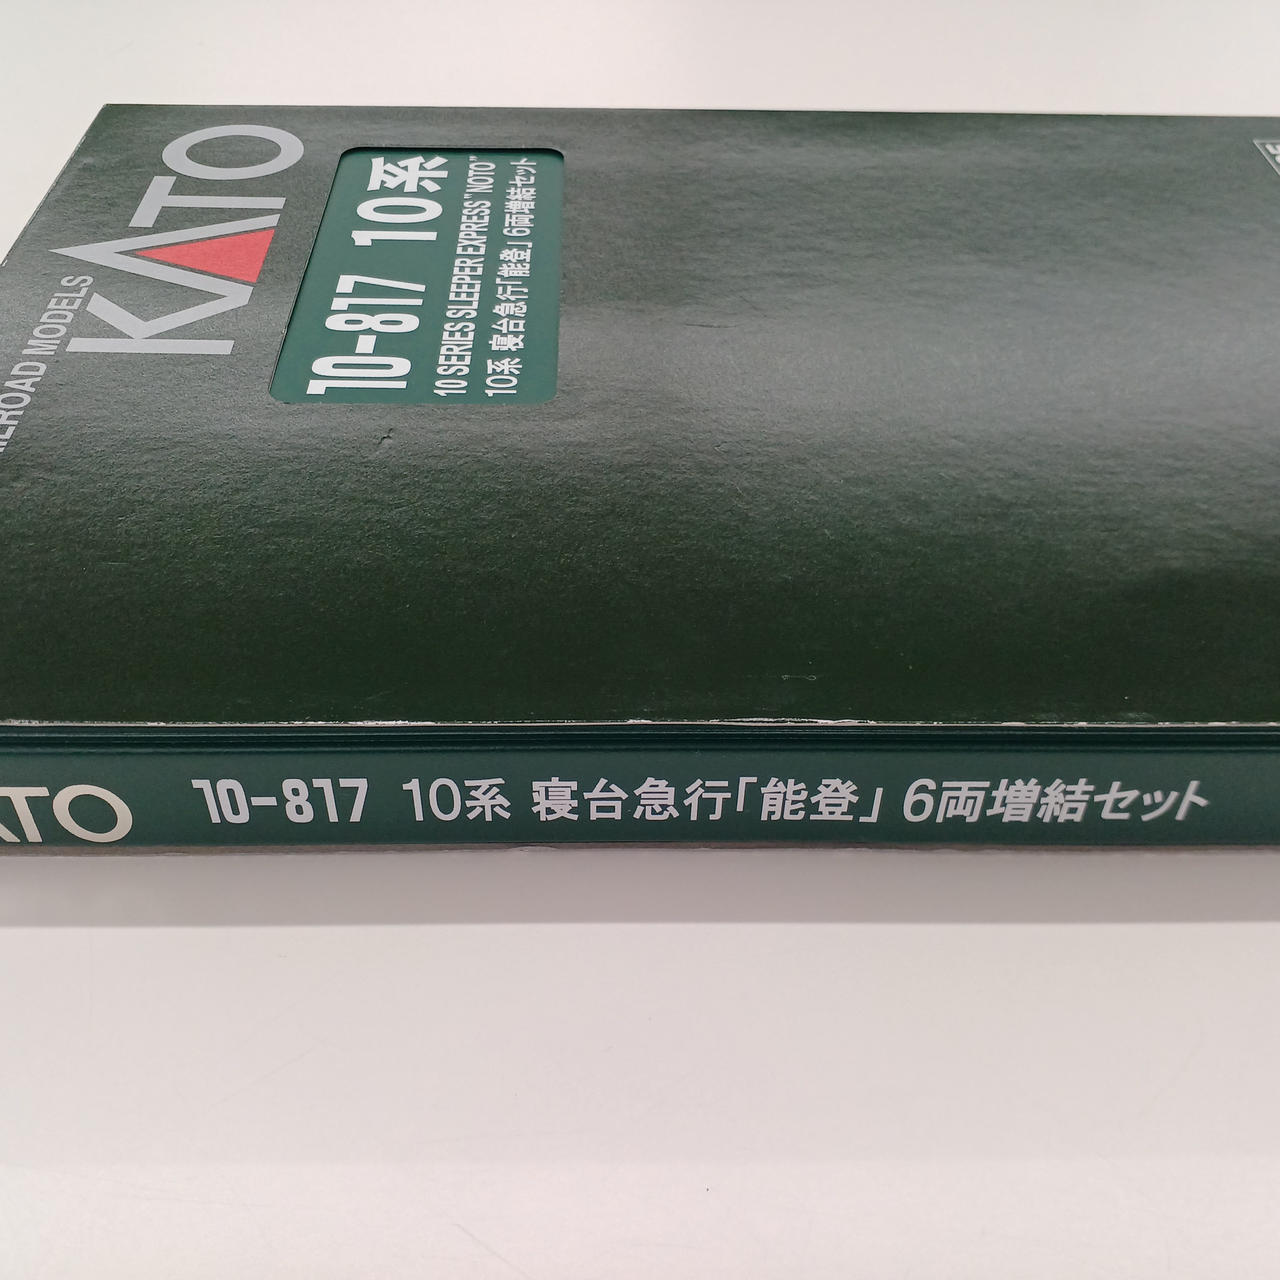 RAILROAD MODELS
KATO
10-817 10系
10 SERIES SLEEPER EXPRESS "NOTO"
10系 寝台急行「能登」 6両増結セット
KATO 10-817 10系 寝台急行「能登」 6両増結セット